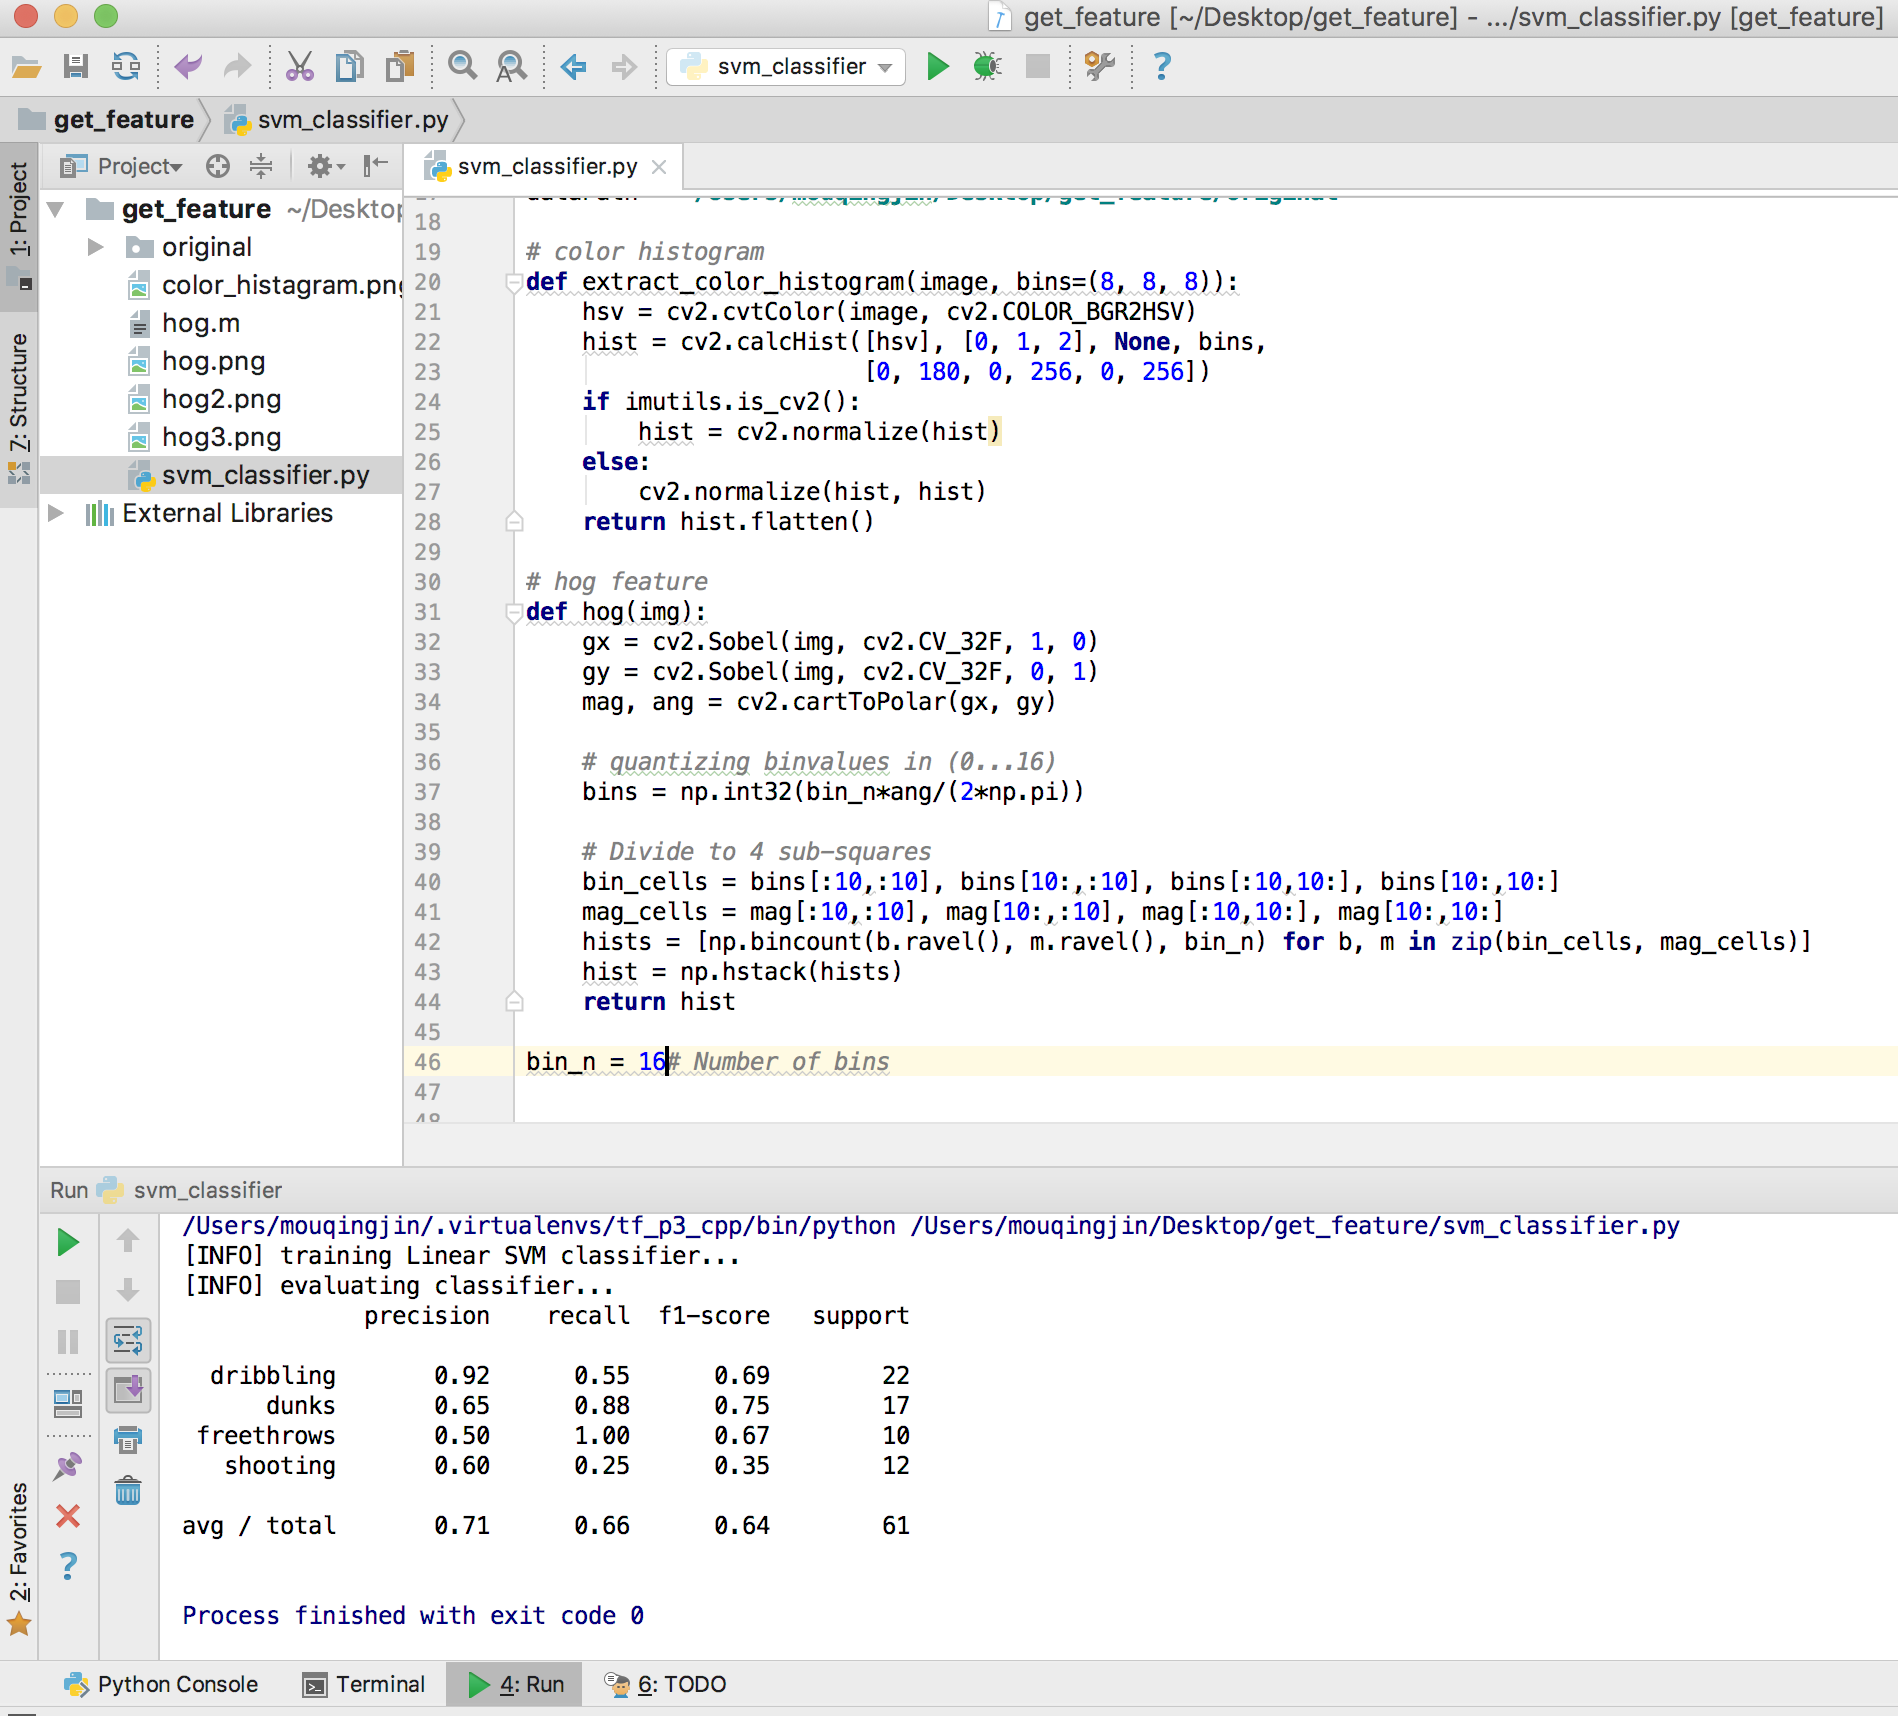 get_feature [~/Desktop/get_feature] - .../svm_classifier.py [get_feature]
svm_classifier
get_feature
svm_classifier.py
1: Project
7: Structure
2: Favorites
Project
get_feature ~/Desktop
original
color_histagram.png
hog.m
hog.png
hog2.png
hog3.png
svm_classifier.py
External Libraries
svm_classifier.py
18
19 # color histogram
20 def extract_color_histogram(image, bins=(8, 8, 8)):
21 hsv = cv2.cvtColor(image, cv2.COLOR_BGR2HSV)
22 hist = cv2.calcHist([hsv], [0, 1, 2], None, bins,
23 [0, 180, 0, 256, 0, 256])
24 if imutils.is_cv2():
25 hist = cv2.normalize(hist)
26 else:
27 cv2.normalize(hist, hist)
28 return hist.flatten()
29
30 # hog feature
31 def hog(img):
32 gx = cv2.Sobel(img, cv2.CV_32F, 1, 0)
33 gy = cv2.Sobel(img, cv2.CV_32F, 0, 1)
34 mag, ang = cv2.cartToPolar(gx, gy)
35
36 # quantizing binvalues in (0...16)
37 bins = np.int32(bin_n*ang/(2*np.pi))
38
39 # Divide to 4 sub-squares
40 bin_cells = bins[:10,:10], bins[10:,:10], bins[:10,10:], bins[10:,10:]
41 mag_cells = mag[:10,:10], mag[10:,:10], mag[:10,10:], mag[10:,10:]
42 hists = [np.bincount(b.ravel(), m.ravel(), bin_n) for b, m in zip(bin_cells, mag_cells)]
43 hist = np.hstack(hists)
44 return hist
45
46 bin_n = 16# Number of bins
47
48
Run svm_classifier
/Users/mouqingjin/.virtualenvs/tf_p3_cpp/bin/python /Users/mouqingjin/Desktop/get_feature/svm_classifier.py
[INFO] training Linear SVM classifier...
[INFO] evaluating classifier...
precision recall f1-score support
dribbling 0.92 0.55 0.69 22
dunks 0.65 0.88 0.75 17
freethrows 0.50 1.00 0.67 10
shooting 0.60 0.25 0.35 12
avg / total 0.71 0.66 0.64 61
Process finished with exit code 0
Python Console
Terminal
4: Run
6: TODO